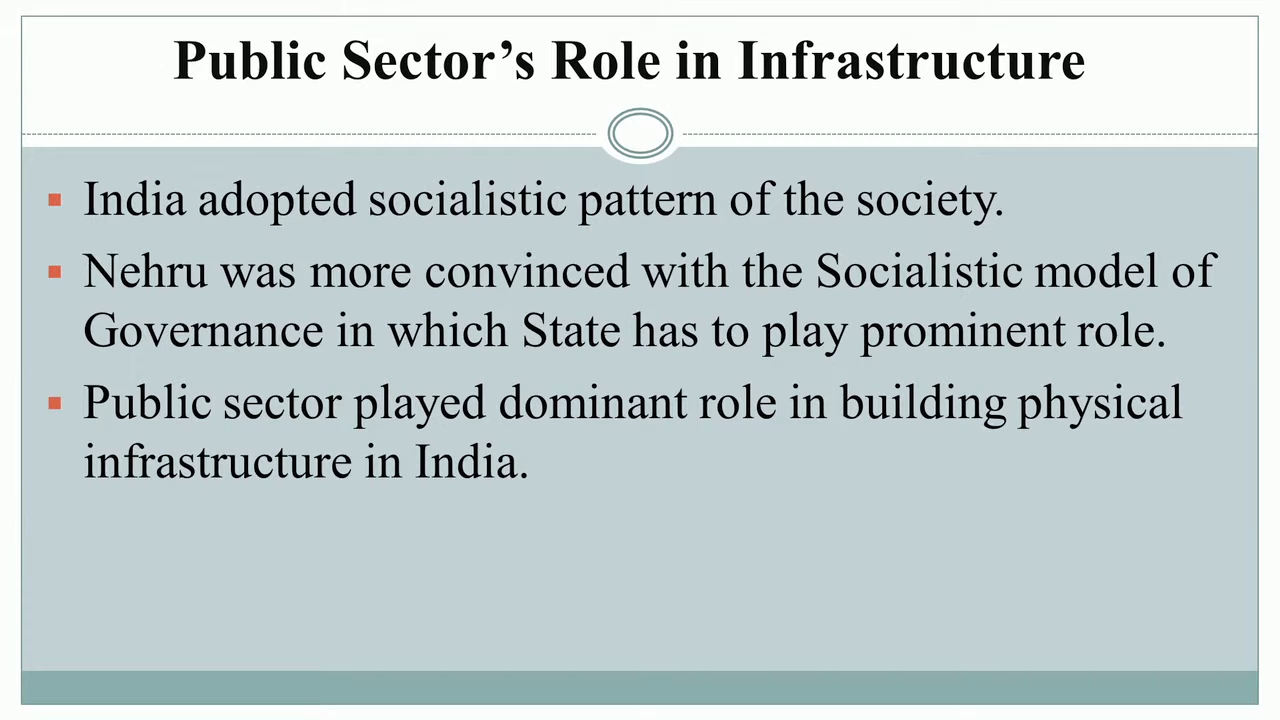 Public Sector’s Role in Infrastructure
▪ India adopted socialistic pattern of the society.
▪ Nehru was more convinced with the Socialistic model of
Governance in which State has to play prominent role.
▪ Public sector played dominant role in building physical
infrastructure in India.